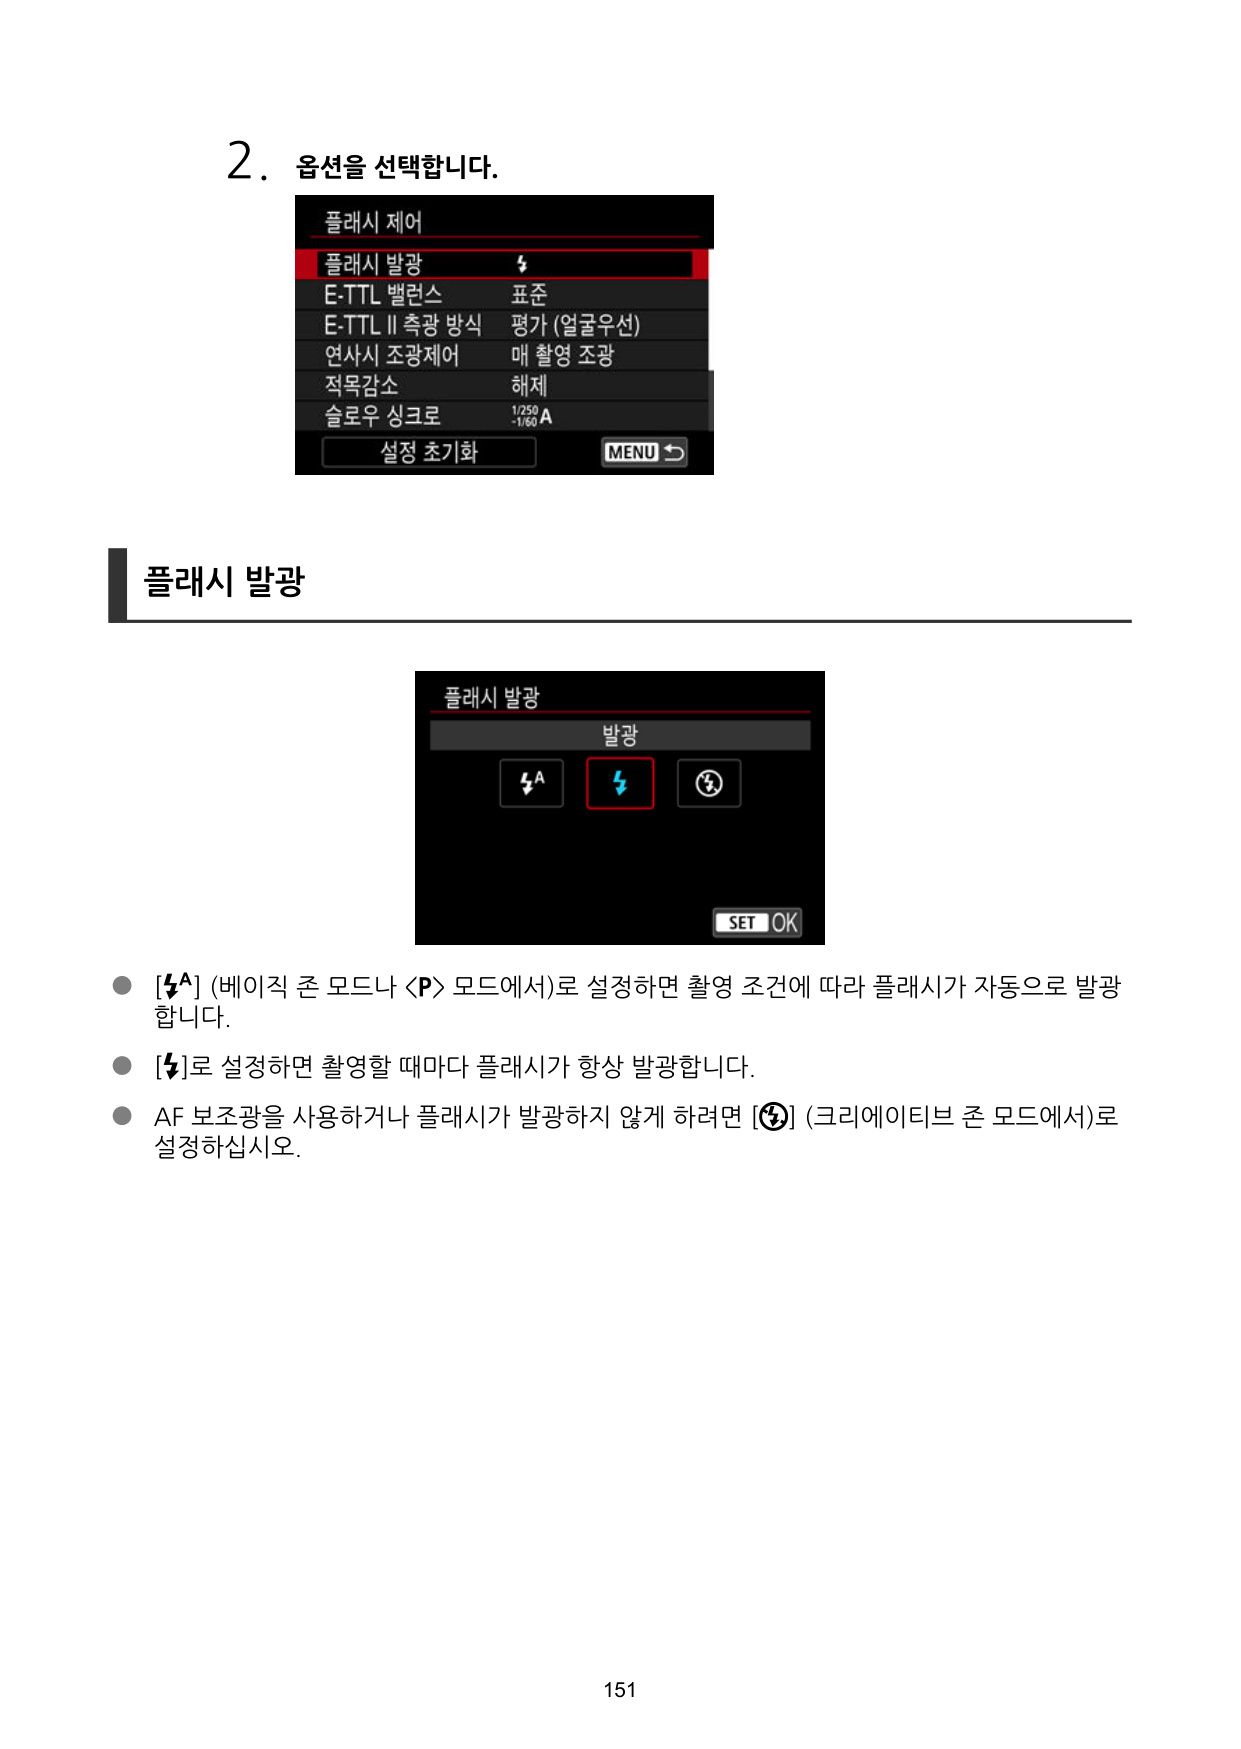 2. 옵션을 선택합니다.
플래시 제어
플래시 발광 ⚡
E-TTL 밸런스 표준
E-TTL II 측광 방식 평가 (얼굴우선)
연사시 조광제어 매 촬영 조광
적목감소 해제
슬로우 싱크로 1/250-1/60 A
설정 초기화 MENU ⮌
플래시 발광
플래시 발광
발광
⚡A ⚡
SET OK
● [⚡A] (베이직 존 모드나 <P> 모드에서)로 설정하면 촬영 조건에 따라 플래시가 자동으로 발광
합니다.
● [⚡]로 설정하면 촬영할 때마다 플래시가 항상 발광합니다.
● AF 보조광을 사용하거나 플래시가 발광하지 않게 하려면 [🚫⚡] (크리에이티브 존 모드에서)로
설정하십시오.
151